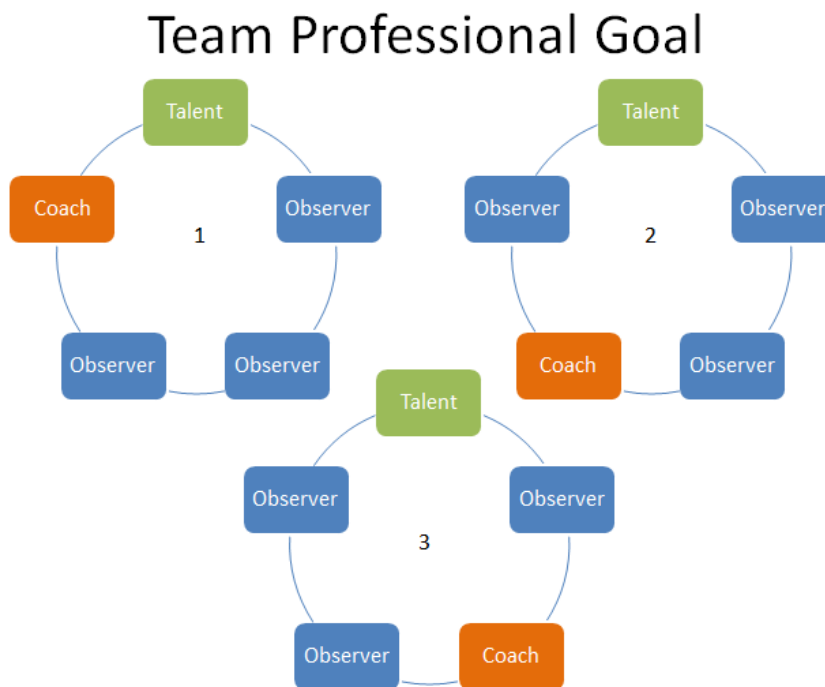 Team Professional Goal
Talent
Coach
Observer
1
Observer
Observer
Talent
Observer
Observer
2
Coach
Observer
Talent
Observer
Observer
3
Observer
Coach